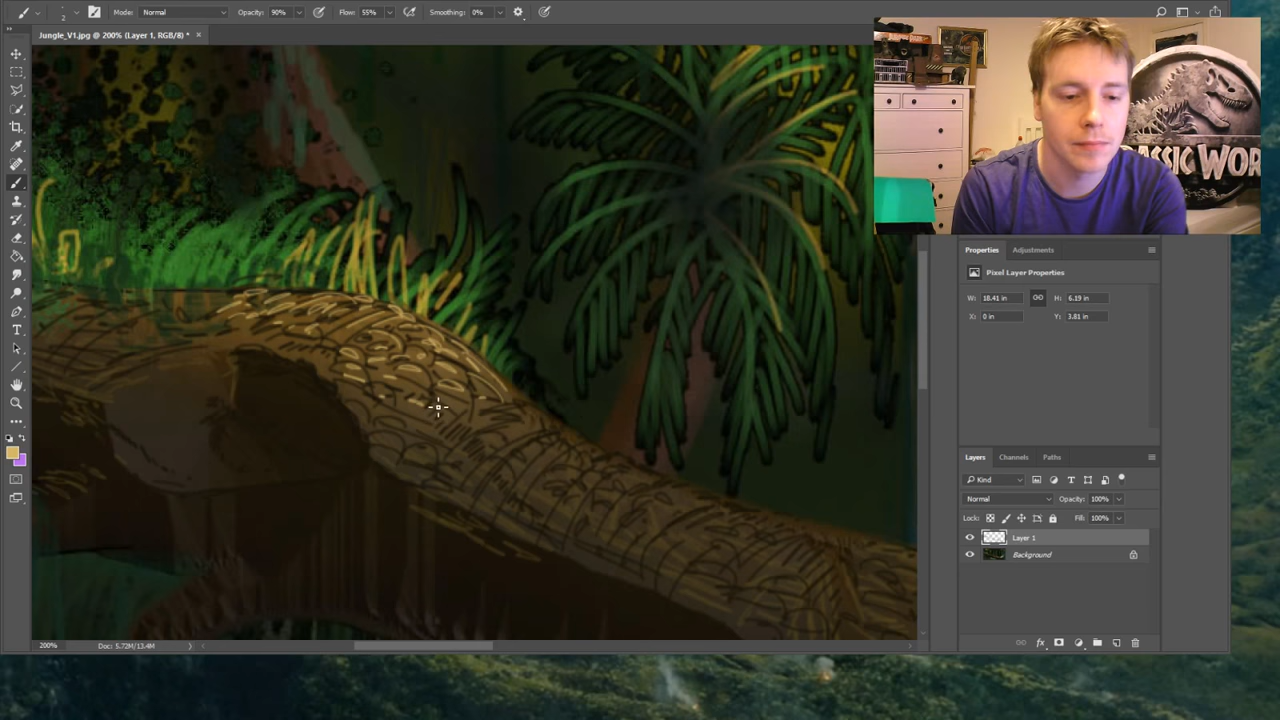 2
Mode: Normal
Opacity: 90%
Flow: 55%
Smoothing: 0%
Jungle_V1.jpg @ 200% (Layer 1, RGB/8) *
ASSIC WOR
Properties
Adjustments
Pixel Layer Properties
W: 18.41 in
H: 6.19 in
X: 0 in
Y: 3.81 in
Layers
Channels
Paths
Kind
Normal
Opacity: 100%
Lock:
Fill: 100%
Layer 1
Background
200%
Doc: 5.72M/13.4M